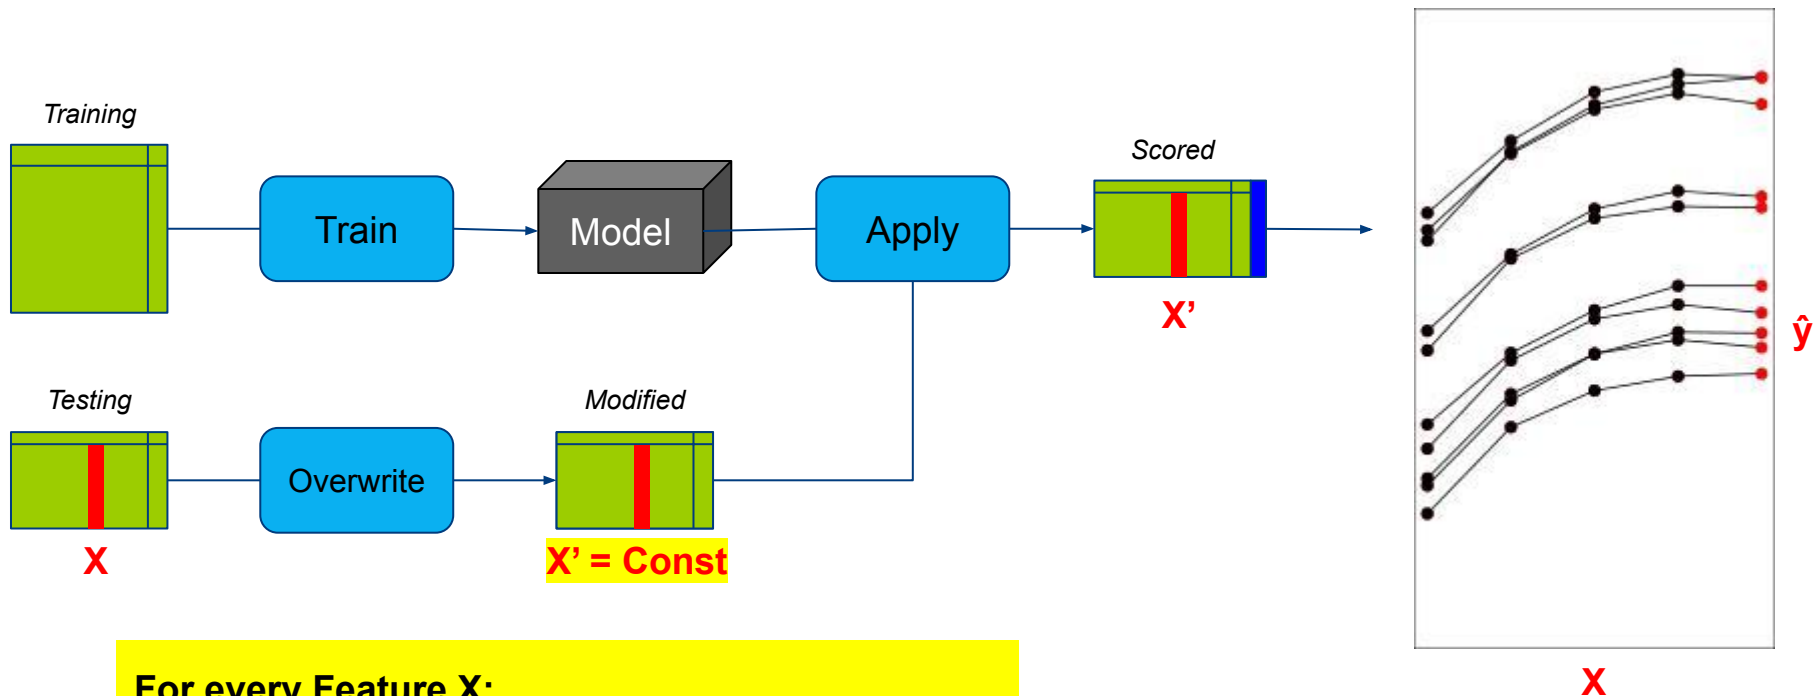 Training
Train
Model
Apply
Scored
X’
Testing
X
Overwrite
Modified
X’ = Const
ŷ
X
For every Feature X: